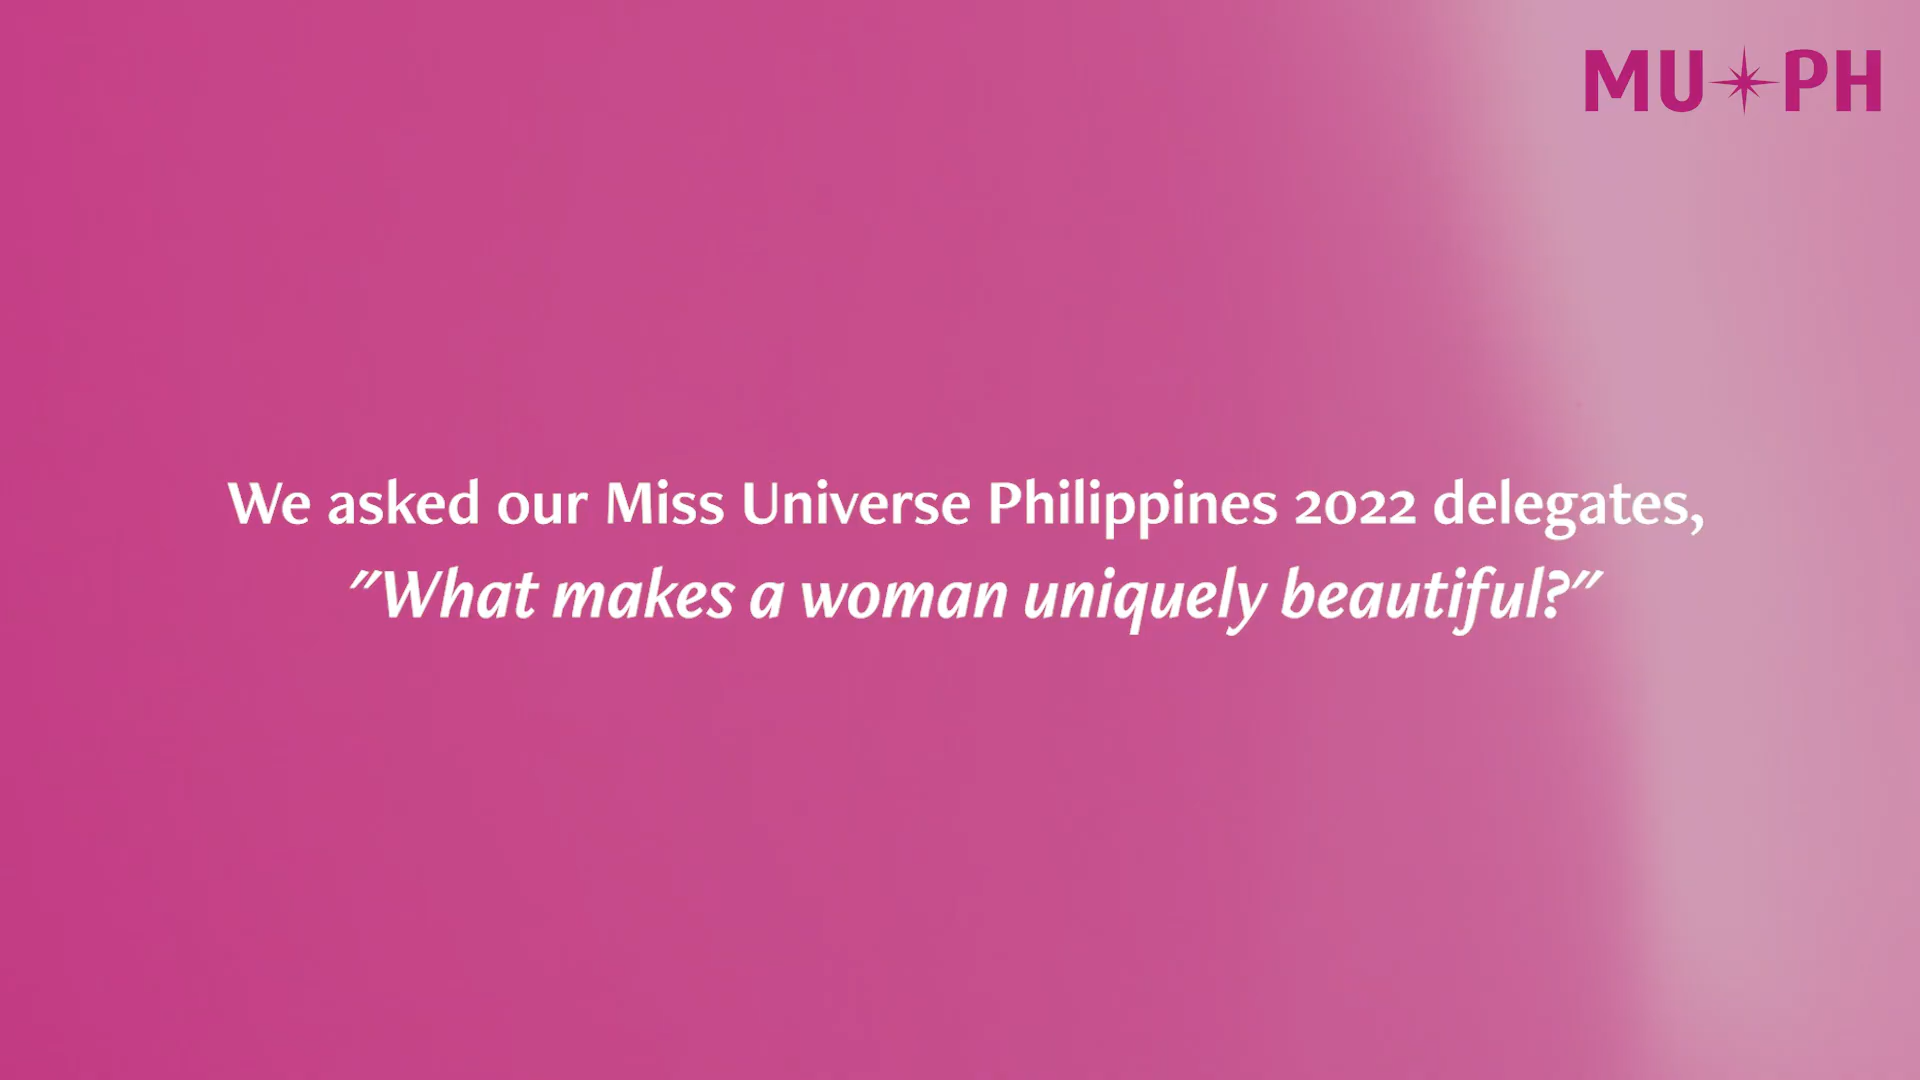 MU PH
We asked our Miss Universe Philippines 2022 delegates,
"What makes a woman uniquely beautiful?"